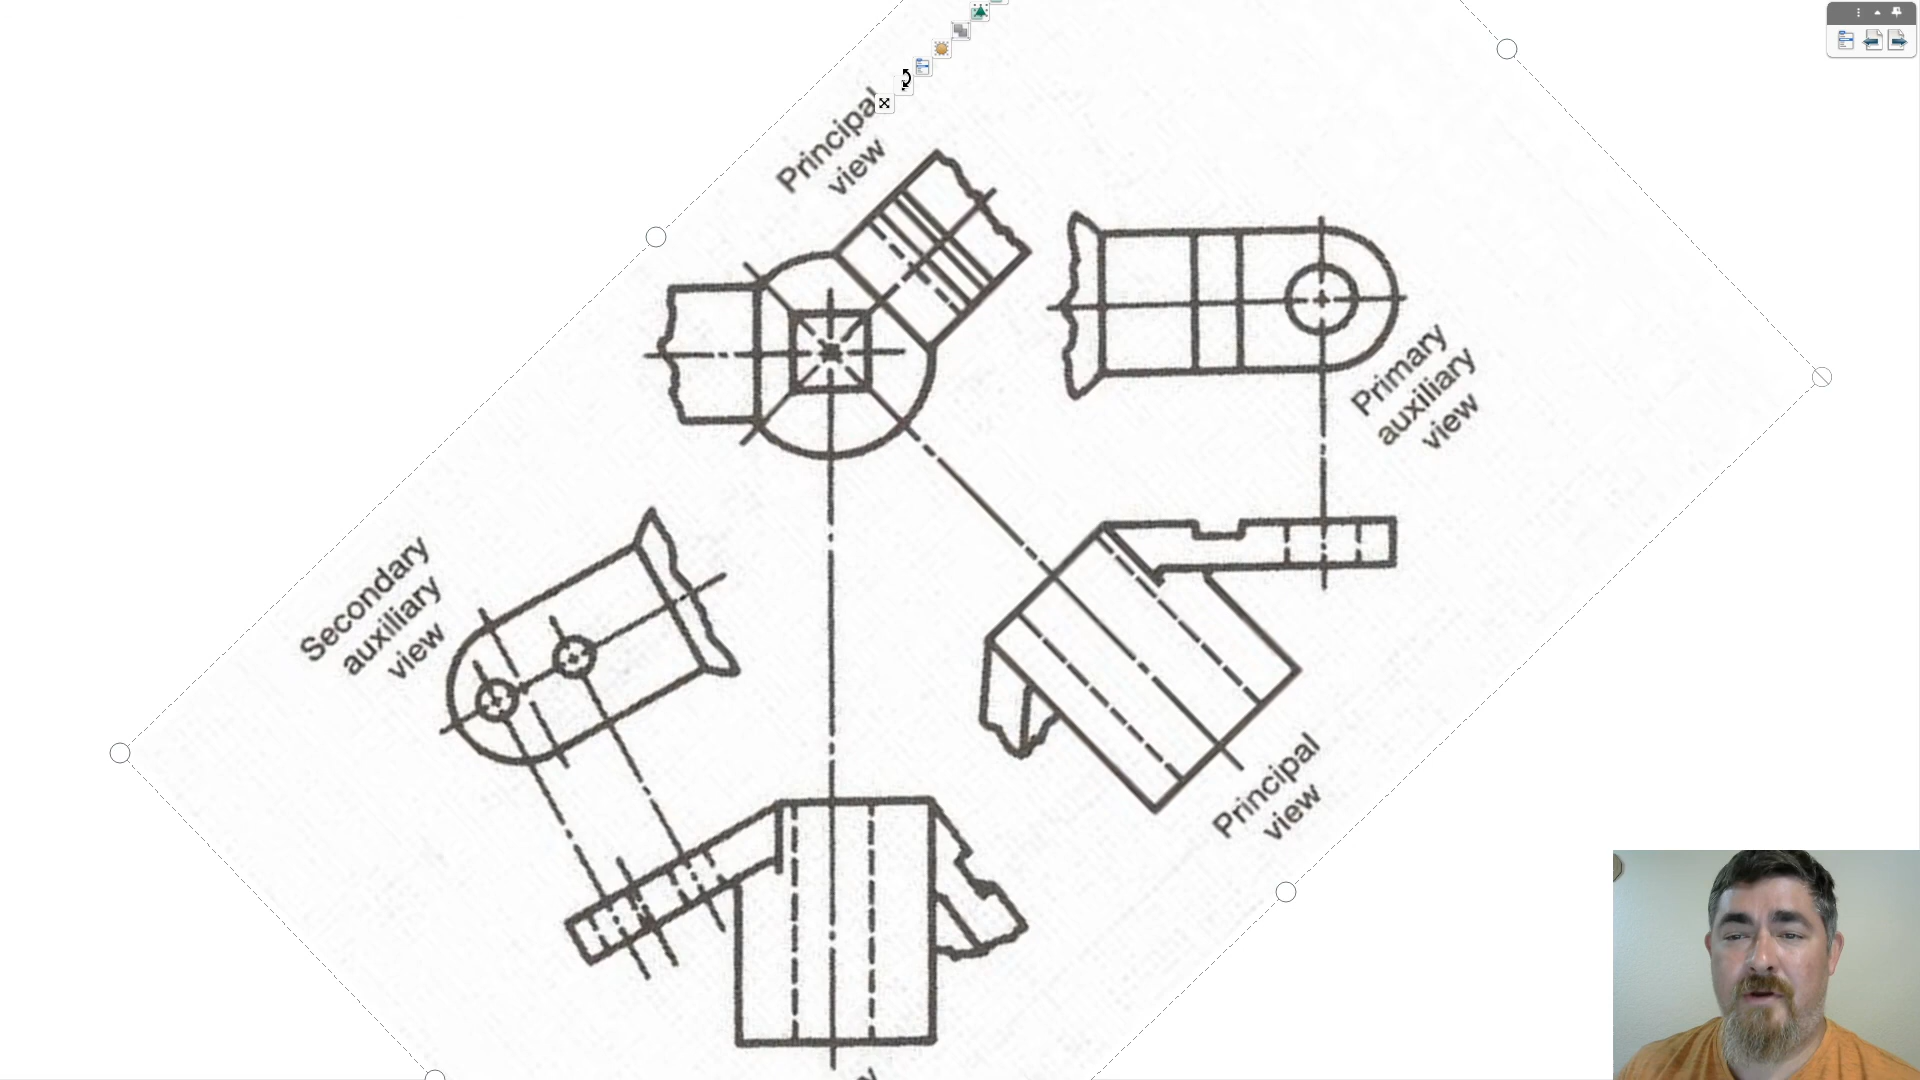 Principal
view
Primary
auxiliary
view
Secondary
auxiliary
view
Principal
view